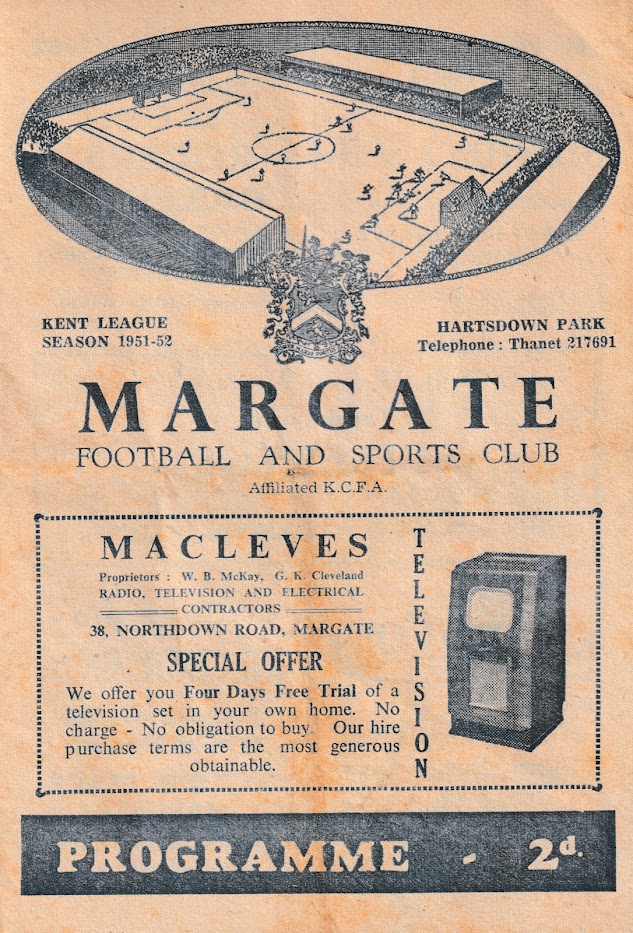 KENT LEAGUE
SEASON 1951-52
HARTSDOWN PARK
Telephone : Thanet 217691
MARGATE
FOOTBALL AND SPORTS CLUB
Affiliated K.C.F.A.
MACLEVES
Proprietors : W. B. McKay, G. K. Cleveland
RADIO, TELEVISION AND ELECTRICAL
CONTRACTORS
38, NORTHDOWN ROAD, MARGATE
SPECIAL OFFER
We offer you Four Days Free Trial of a
television set in your own home. No
charge - No obligation to buy. Our hire
purchase terms are the most generous
obtainable.
TELEVISION
PROGRAMME - 2d.